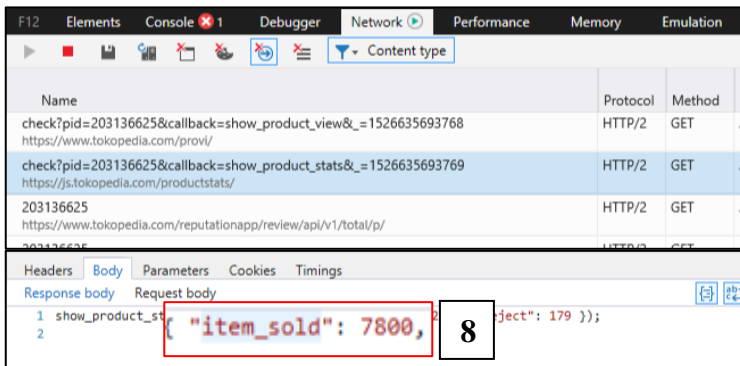 F12 Elements Console 1 Debugger Network Performance Memory Emulation
Content type
Name Protocol Method
check?pid=203136625&callback=show_product_view&_=1526635693768 HTTP/2 GET
https://www.tokopedia.com/provi/
check?pid=203136625&callback=show_product_stats&_=1526635693769 HTTP/2 GET
https://js.tokopedia.com/productstats/
203136625 HTTP/2 GET
https://www.tokopedia.com/reputationapp/review/api/v1/total/p/
Headers Body Parameters Cookies Timings
Response body Request body
1 show_product_st { "item_sold": 7800, 8 ject": 179 });
2